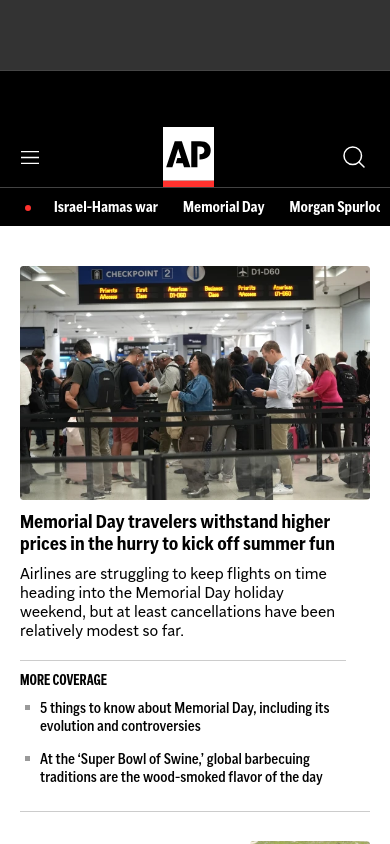 AP
Israel-Hamas war Memorial Day Morgan Spurloc
CHECKPOINT 2 D1-D60
Priority First American Business Priority American
Class D1-D60 Class D1-D60
Memorial Day travelers withstand higher
prices in the hurry to kick off summer fun
Airlines are struggling to keep flights on time
heading into the Memorial Day holiday
weekend, but at least cancellations have been
relatively modest so far.
MORE COVERAGE
5 things to know about Memorial Day, including its
evolution and controversies
At the ‘Super Bowl of Swine,’ global barbecuing
traditions are the wood-smoked flavor of the day